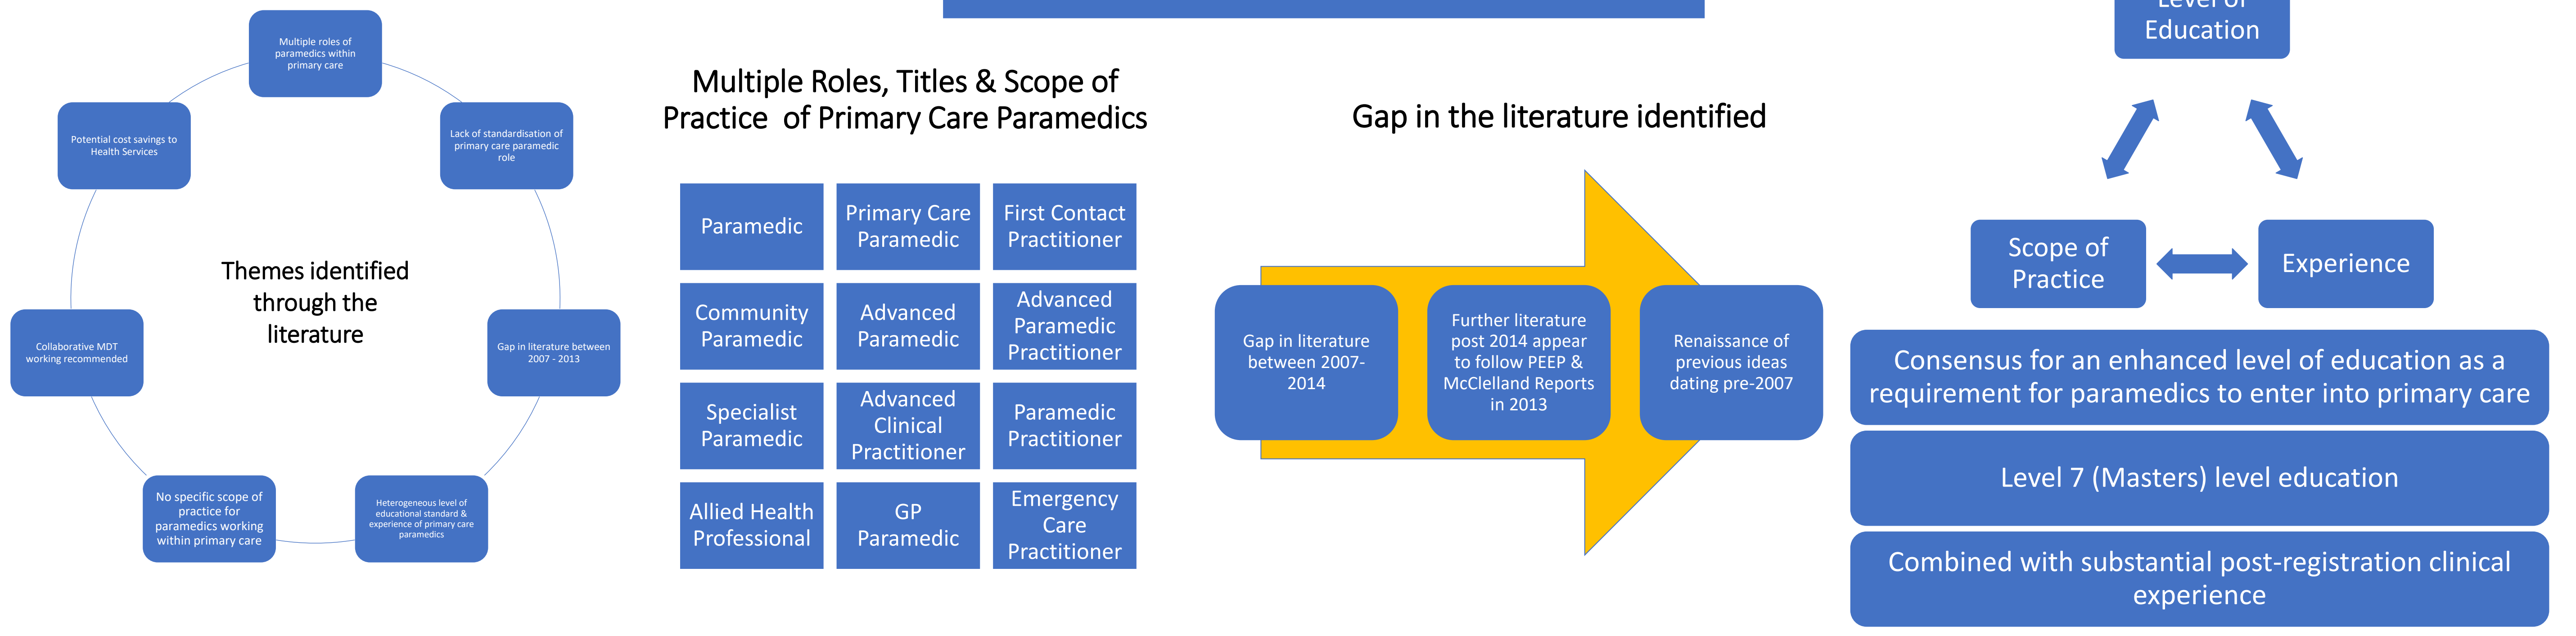 Multiple roles of
paramedics within
primary care
Lack of standardisation of
primary care paramedic
role
Gap in literature between
2007 - 2013
Heterogeneous level of
educational standard &
experience of primary care
paramedics
No specific scope of
practice for
paramedics working
within primary care
Collaborative MDT
working recommended
Potential cost savings to
Health Services
Themes identified
through the
literature
Multiple Roles, Titles & Scope of
Practice of Primary Care Paramedics
Paramedic
Primary Care
Paramedic
First Contact
Practitioner
Community
Paramedic
Advanced
Paramedic
Advanced
Paramedic
Practitioner
Specialist
Paramedic
Advanced
Clinical
Practitioner
Paramedic
Practitioner
Allied Health
Professional
GP
Paramedic
Emergency
Care
Practitioner
Gap in the literature identified
Gap in literature
between 2007-
2014
Further literature
post 2014 appear
to follow PEEP &
McClelland Reports
in 2013
Renaissance of
previous ideas
dating pre-2007
Level of
Education
Scope of
Practice
Experience
Consensus for an enhanced level of education as a
requirement for paramedics to enter into primary care
Level 7 (Masters) level education
Combined with substantial post-registration clinical
experience